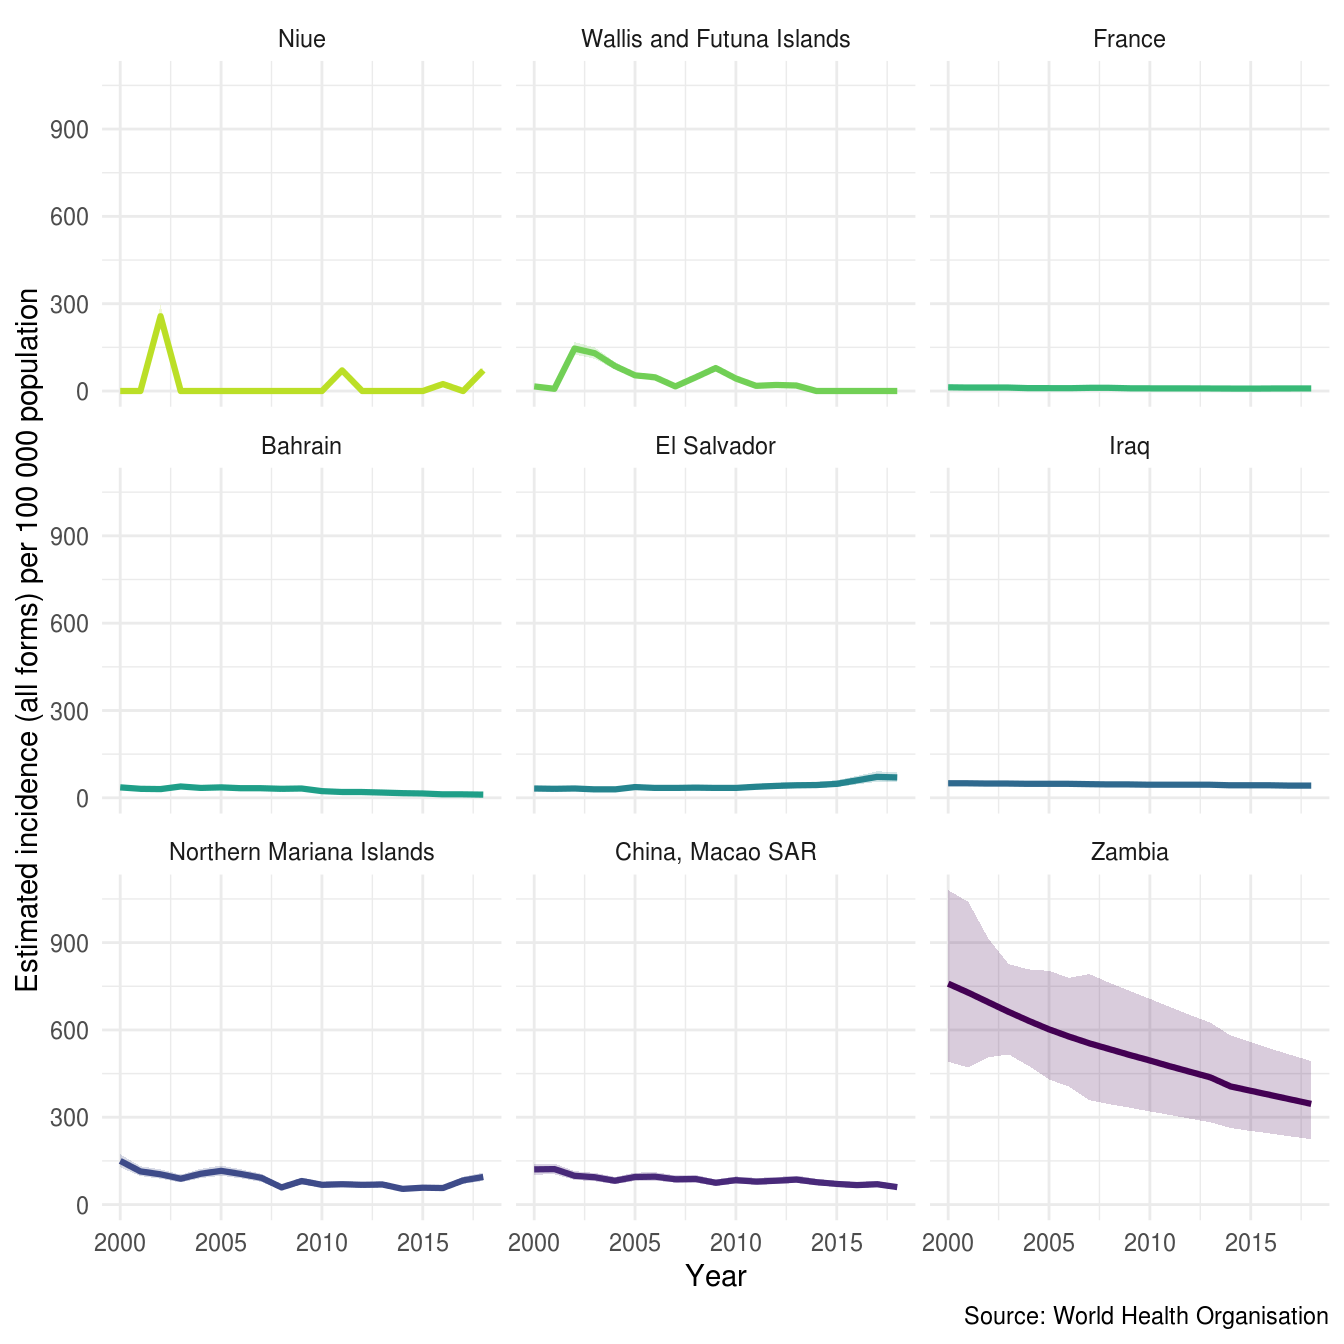 Niue
Wallis and Futuna Islands
France
900
600
300
0
Bahrain
El Salvador
Iraq
900
600
300
0
Northern Mariana Islands
China, Macao SAR
Zambia
900
600
300
0
2000 2005 2010 2015
2000 2005 2010 2015
2000 2005 2010 2015
Estimated incidence (all forms) per 100 000 population
Year
Source: World Health Organisation